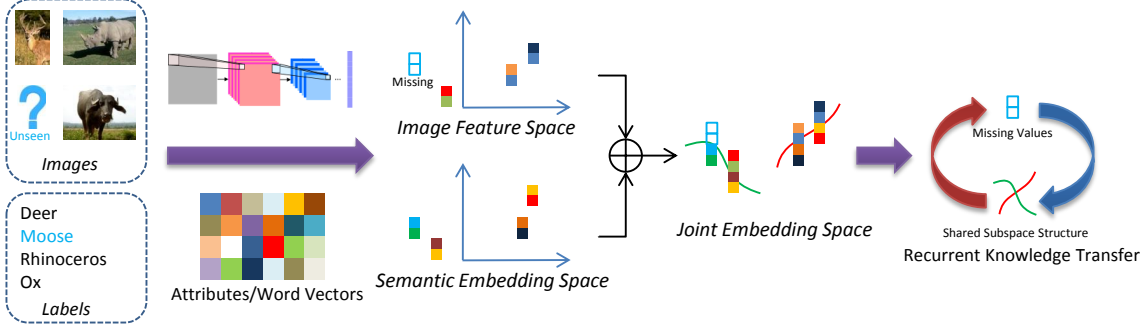 ?
Unseen
Images
Deer
Moose
Rhinoceros
Ox
Labels
...
Attributes/Word Vectors
Missing
Image Feature Space
Semantic Embedding Space
Joint Embedding Space
Missing Values
Shared Subspace Structure
Recurrent Knowledge Transfer